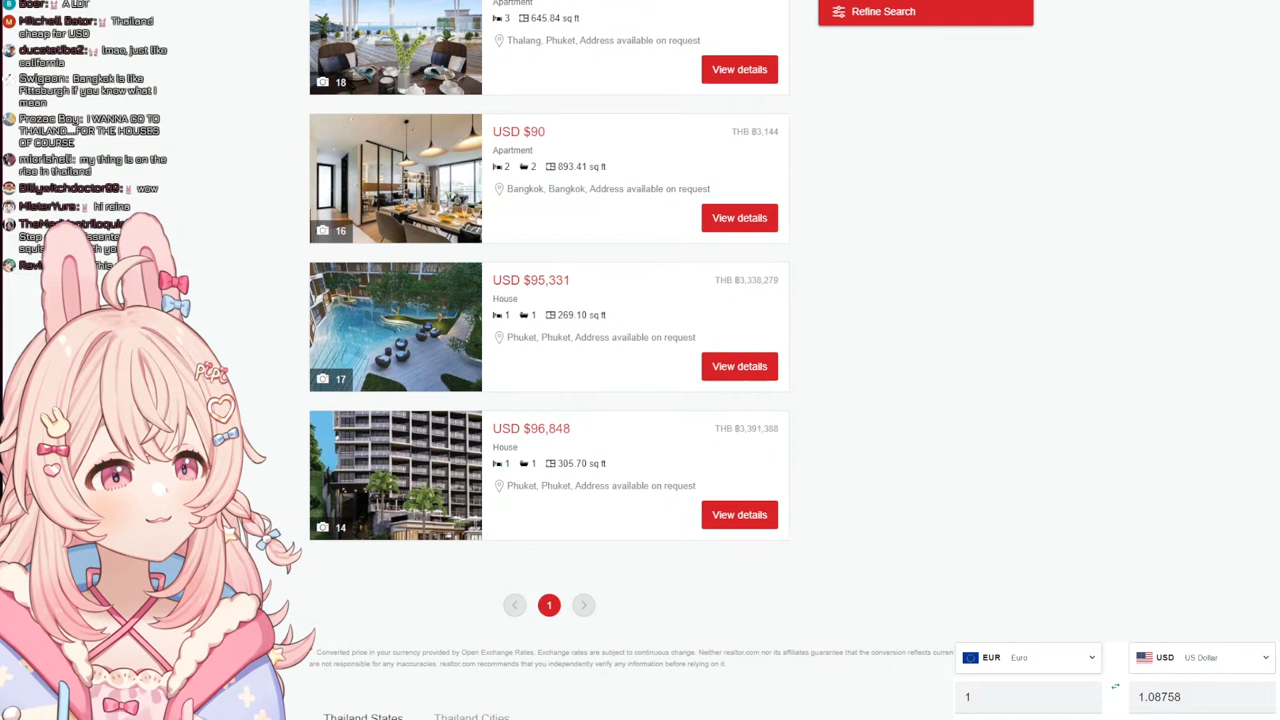 Boer: A LOT
Mitchell Bator: Thailand
cheap for USD
ducstatibe2: lmao, just like
california
Swigeon: Bangkok is like
Pittsburgh if you know what I
mean
Prozac Boy: I WANNA GO TO
THAILAND...FOR THE HOUSES
OF COURSE
micrishell: my thing is on the
rise in thailand
Billywitchdoctor99: wow
MisterYura: hi reina
Step
pipi
Apartment
3 645.84 sq ft
Thalang, Phuket, Address available on request
View details
18
USD $90
THB ฿3,144
Apartment
2 2 893.41 sq ft
Bangkok, Bangkok, Address available on request
View details
16
USD $95,331
THB ฿3,338,279
House
1 1 269.10 sq ft
Phuket, Phuket, Address available on request
View details
17
USD $96,848
THB ฿3,391,388
House
1 1 305.70 sq ft
Phuket, Phuket, Address available on request
View details
14
1
Converted price in your currency provided by Open Exchange Rates. Exchange rates are subject to continuous change. Neither realtor.com nor its affiliates guarantee that the conversion reflects curren
are not responsible for any inaccuracies. realtor.com recommends that you independently verify any information before relying on it.
Thailand States Thailand Cities
Refine Search
EUR Euro
USD US Dollar
1
1.08758